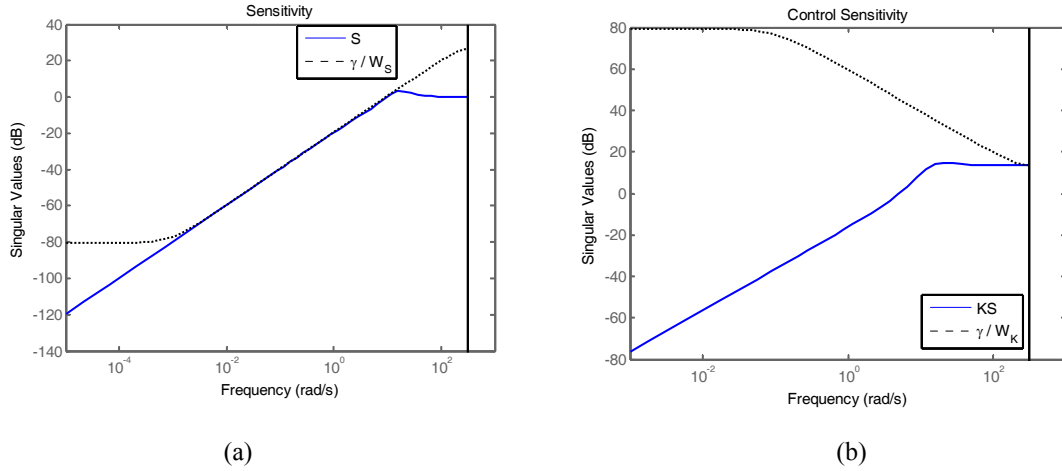 Sensitivity
S
γ / W_S
Singular Values (dB)
40
20
0
-20
-40
-60
-80
-100
-120
-140
10^-4
10^-2
10^0
10^2
Frequency (rad/s)
(a)
Control Sensitivity
KS
γ / W_K
Singular Values (dB)
80
60
40
20
0
-20
-40
-60
-80
10^-2
10^0
10^2
Frequency (rad/s)
(b)